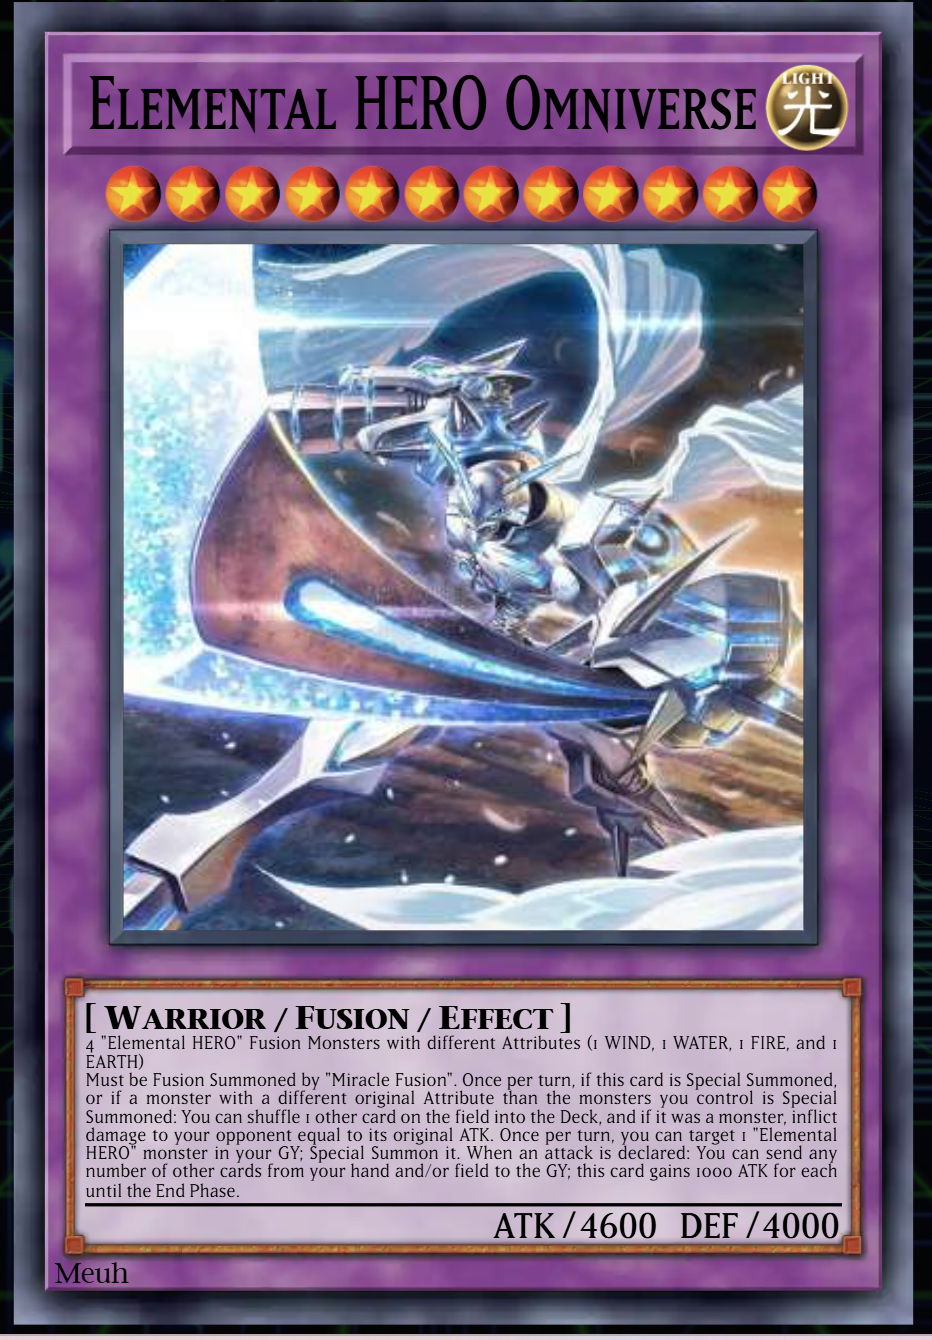 Elemental HERO Omniverse
LIGHT
光
[ Warrior / Fusion / Effect ]
4 "Elemental HERO" Fusion Monsters with different Attributes (1 WIND, 1 WATER, 1 FIRE, and 1
EARTH)
Must be Fusion Summoned by "Miracle Fusion". Once per turn, if this card is Special Summoned,
or if a monster with a different original Attribute than the monsters you control is Special
Summoned: You can shuffle 1 other card on the field into the Deck, and if it was a monster, inflict
damage to your opponent equal to its original ATK. Once per turn, you can target 1 "Elemental
HERO" monster in your GY; Special Summon it. When an attack is declared: You can send any
number of other cards from your hand and/or field to the GY; this card gains 1000 ATK for each
until the End Phase.
ATK / 4600 DEF / 4000
Meuh